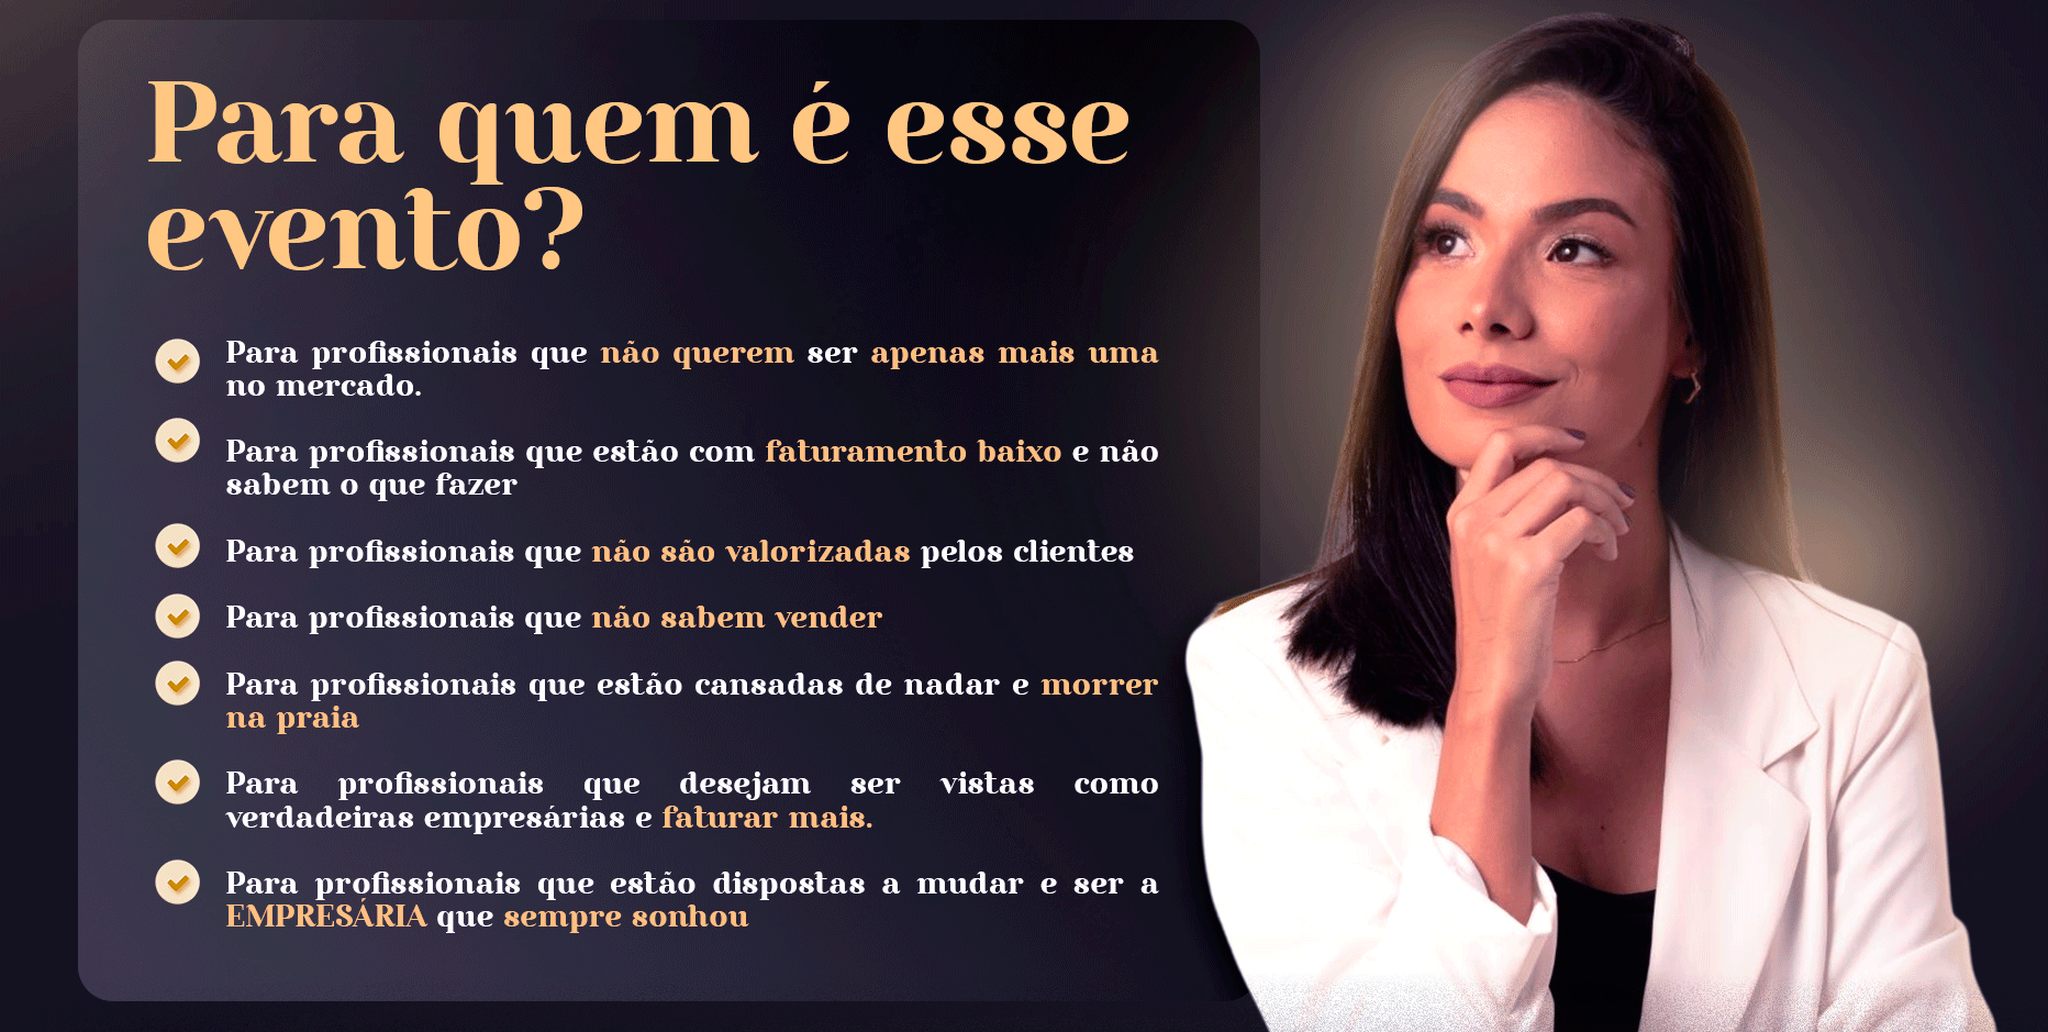 Para quem é esse
evento?
Para profissionais que não querem ser apenas mais uma
no mercado.
Para profissionais que estão com faturamento baixo e não
sabem o que fazer
Para profissionais que não são valorizadas pelos clientes
Para profissionais que não sabem vender
Para profissionais que estão cansadas de nadar e morrer
na praia
Para profissionais que desejam ser vistas como
verdadeiras empresárias e faturar mais.
Para profissionais que estão dispostas a mudar e ser a
EMPRESÁRIA que sempre sonhou